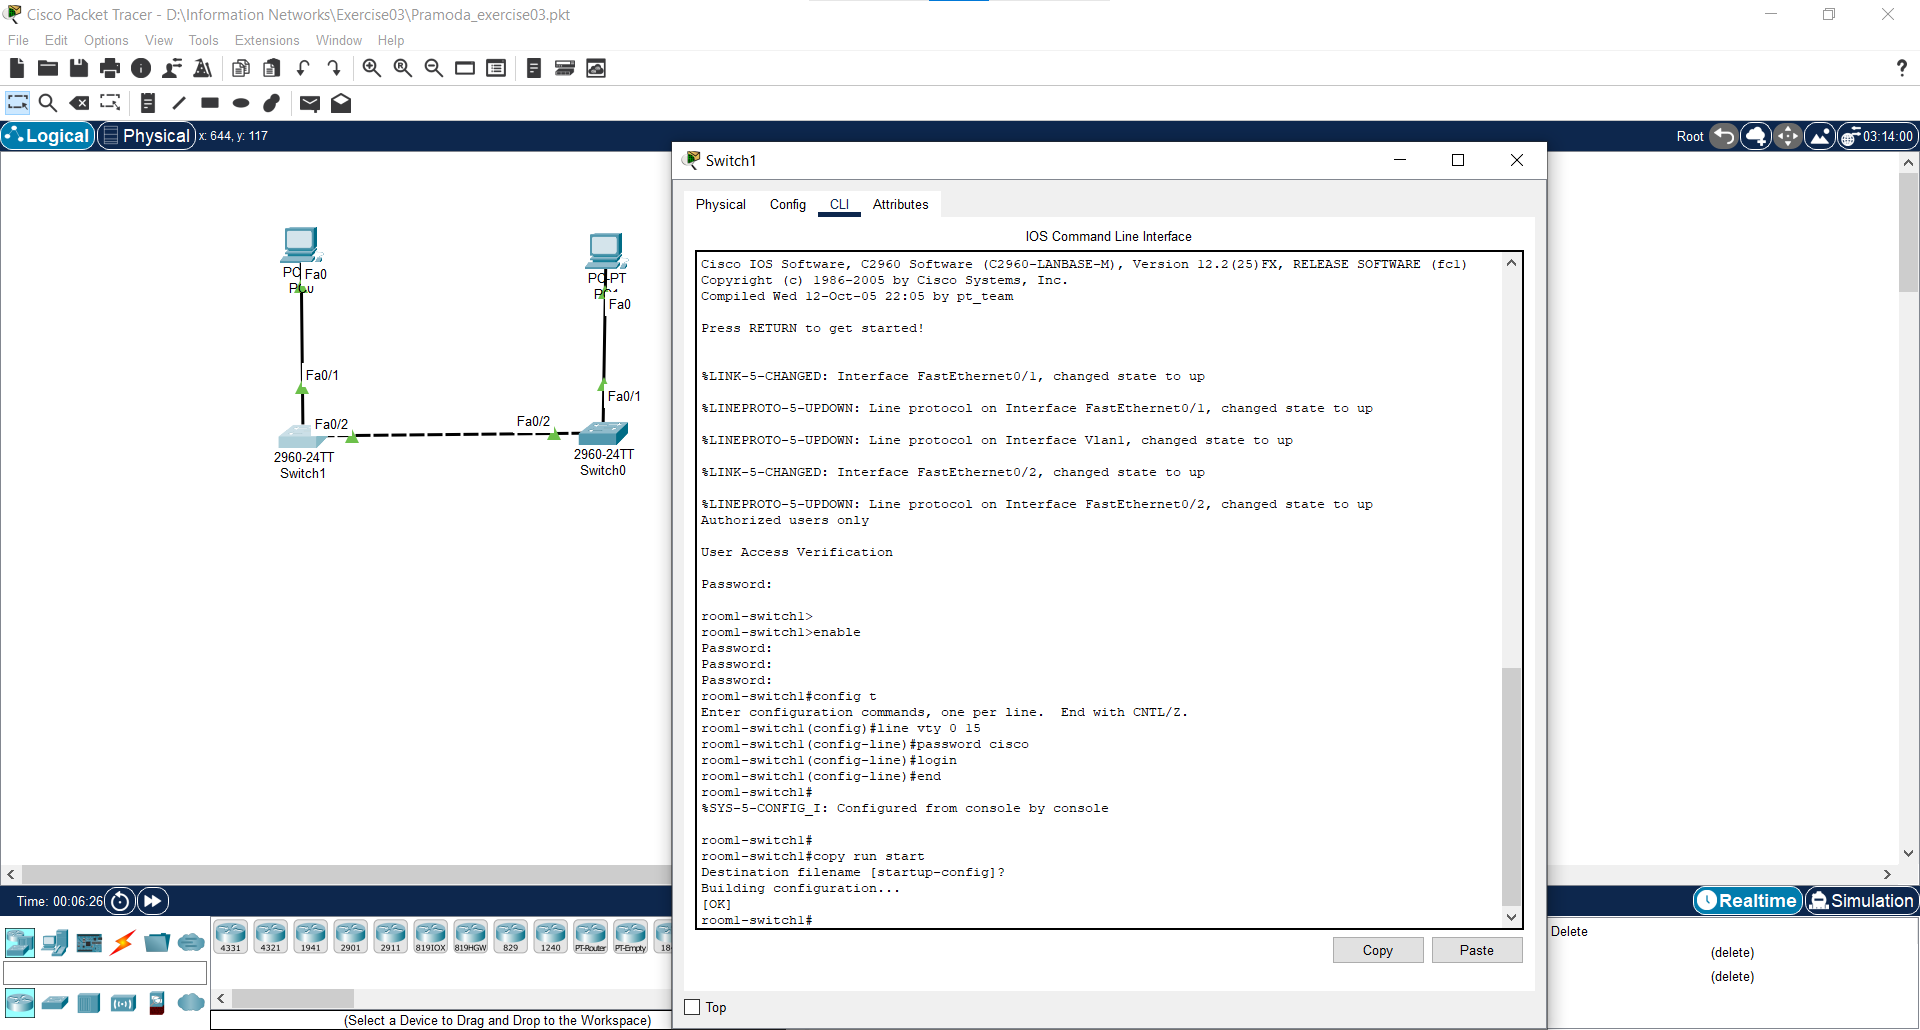 Cisco Packet Tracer - D:\Information Networks\Exercise03\Pramoda_exercise03.pkt
File Edit Options View Tools Extensions Window Help
Logical Physical x: 644, y: 117
Root 03:14:00
Switch1
Physical Config CLI Attributes
IOS Command Line Interface
Cisco IOS Software, C2960 Software (C2960-LANBASE-M), Version 12.2(25)FX, RELEASE SOFTWARE (fc1)
Copyright (c) 1986-2005 by Cisco Systems, Inc.
Compiled Wed 12-Oct-05 22:05 by pt_team
Press RETURN to get started!
%LINK-5-CHANGED: Interface FastEthernet0/1, changed state to up
%LINEPROTO-5-UPDOWN: Line protocol on Interface FastEthernet0/1, changed state to up
%LINEPROTO-5-UPDOWN: Line protocol on Interface Vlan1, changed state to up
%LINK-5-CHANGED: Interface FastEthernet0/2, changed state to up
%LINEPROTO-5-UPDOWN: Line protocol on Interface FastEthernet0/2, changed state to up
Authorized users only
User Access Verification
Password:
room1-switch1>
room1-switch1>enable
Password:
Password:
Password:
room1-switch1#config t
Enter configuration commands, one per line.  End with CNTL/Z.
room1-switch1(config)#line vty 0 15
room1-switch1(config-line)#password cisco
room1-switch1(config-line)#login
room1-switch1(config-line)#end
room1-switch1#
%SYS-5-CONFIG_I: Configured from console by console
room1-switch1#
room1-switch1#copy run start
Destination filename [startup-config]?
Building configuration...
[OK]
room1-switch1#
Copy Paste
Top
Fa0
PC-PT
Fa0
Fa0/1
Fa0/1
Fa0/2
Fa0/2
2960-24TT
Switch1
2960-24TT
Switch0
Time: 00:06:26
Realtime Simulation
4331 4321 1941 2901 2911 819IOX 819HGW 829 1240 PT-Router PT-Empty
(Select a Device to Drag and Drop to the Workspace)
Delete
(delete)
(delete)